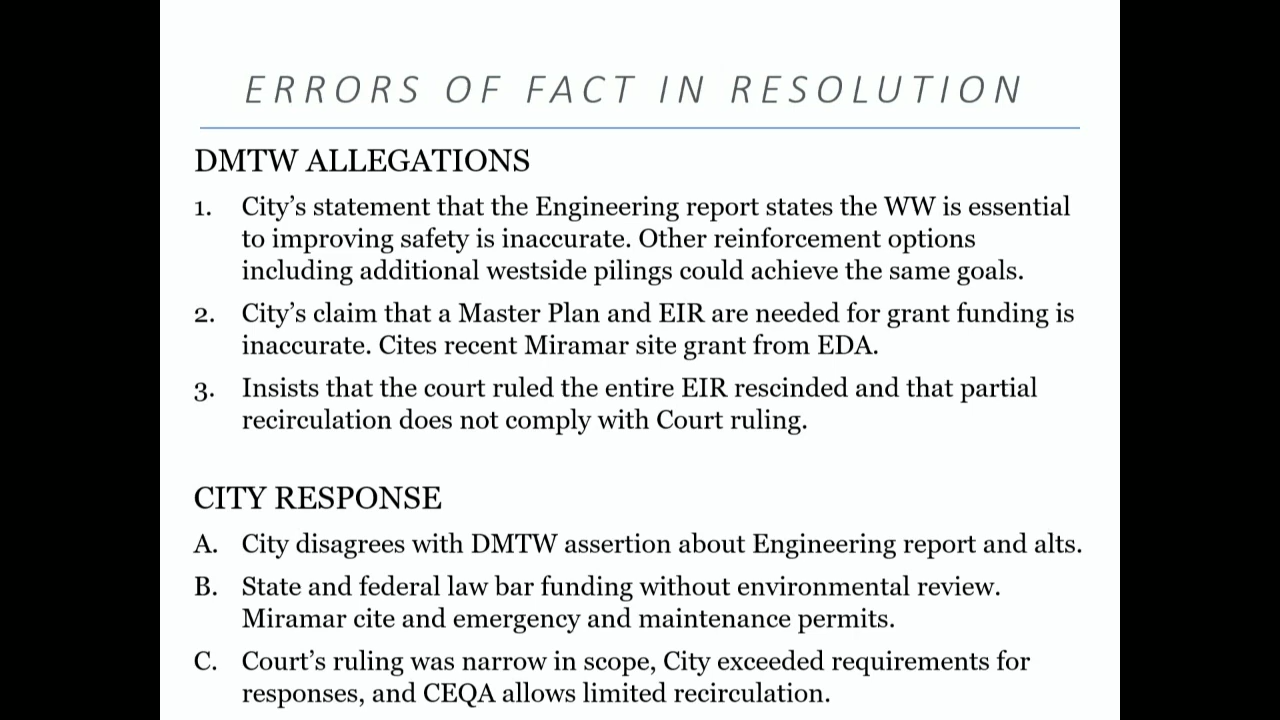 ERRORS OF FACT IN RESOLUTION
DMTW ALLEGATIONS
1. City’s statement that the Engineering report states the WW is essential
to improving safety is inaccurate. Other reinforcement options
including additional westside pilings could achieve the same goals.
2. City’s claim that a Master Plan and EIR are needed for grant funding is
inaccurate. Cites recent Miramar site grant from EDA.
3. Insists that the court ruled the entire EIR rescinded and that partial
recirculation does not comply with Court ruling.
CITY RESPONSE
A. City disagrees with DMTW assertion about Engineering report and alts.
B. State and federal law bar funding without environmental review.
Miramar cite and emergency and maintenance permits.
C. Court’s ruling was narrow in scope, City exceeded requirements for
responses, and CEQA allows limited recirculation.